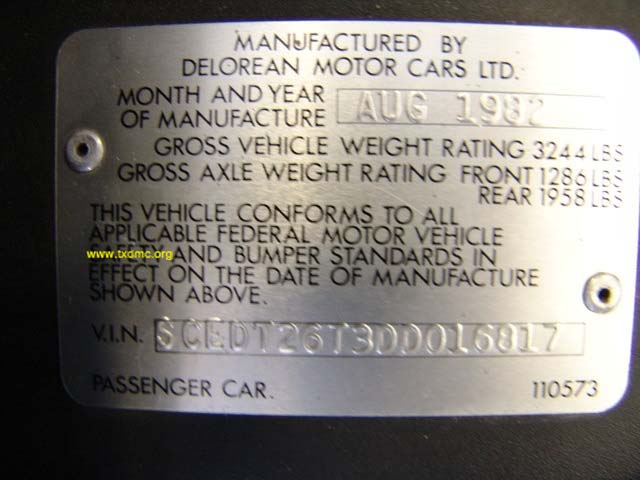 MANUFACTURED BY
DELOREAN MOTOR CARS LTD.
MONTH AND YEAR
OF MANUFACTURE AUG 1982
GROSS VEHICLE WEIGHT RATING 3244 LBS
GROSS AXLE WEIGHT RATING FRONT 1286 LBS
REAR 1958 LBS
THIS VEHICLE CONFORMS TO ALL
APPLICABLE FEDERAL MOTOR VEHICLE
www.txdmc.org
SAFETY AND BUMPER STANDARDS IN
EFFECT ON THE DATE OF MANUFACTURE
SHOWN ABOVE.
V.I.N. SCEDT26T3DD016817
PASSENGER CAR. 110573